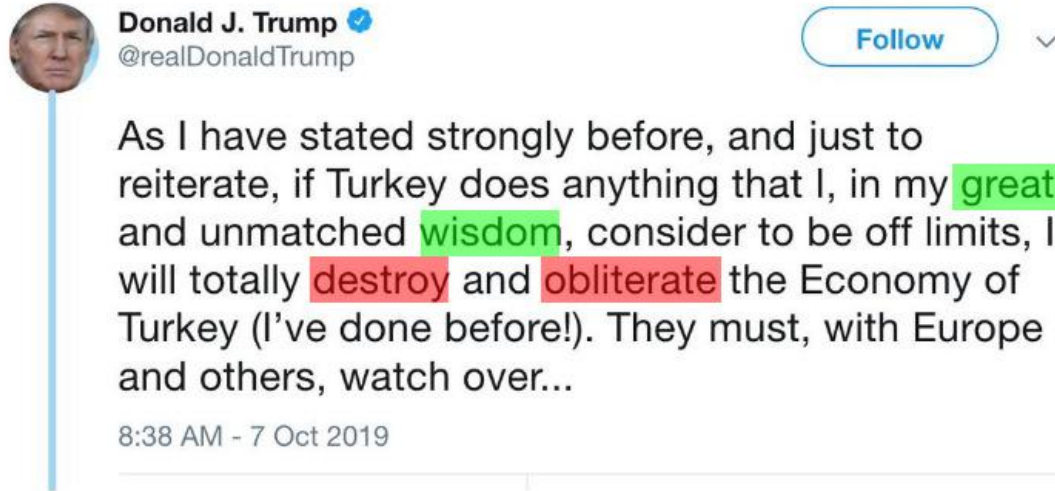 Donald J. Trump
@realDonaldTrump
Follow
As I have stated strongly before, and just to
reiterate, if Turkey does anything that I, in my great
and unmatched wisdom, consider to be off limits, I
will totally destroy and obliterate the Economy of
Turkey (I’ve done before!). They must, with Europe
and others, watch over...
8:38 AM - 7 Oct 2019